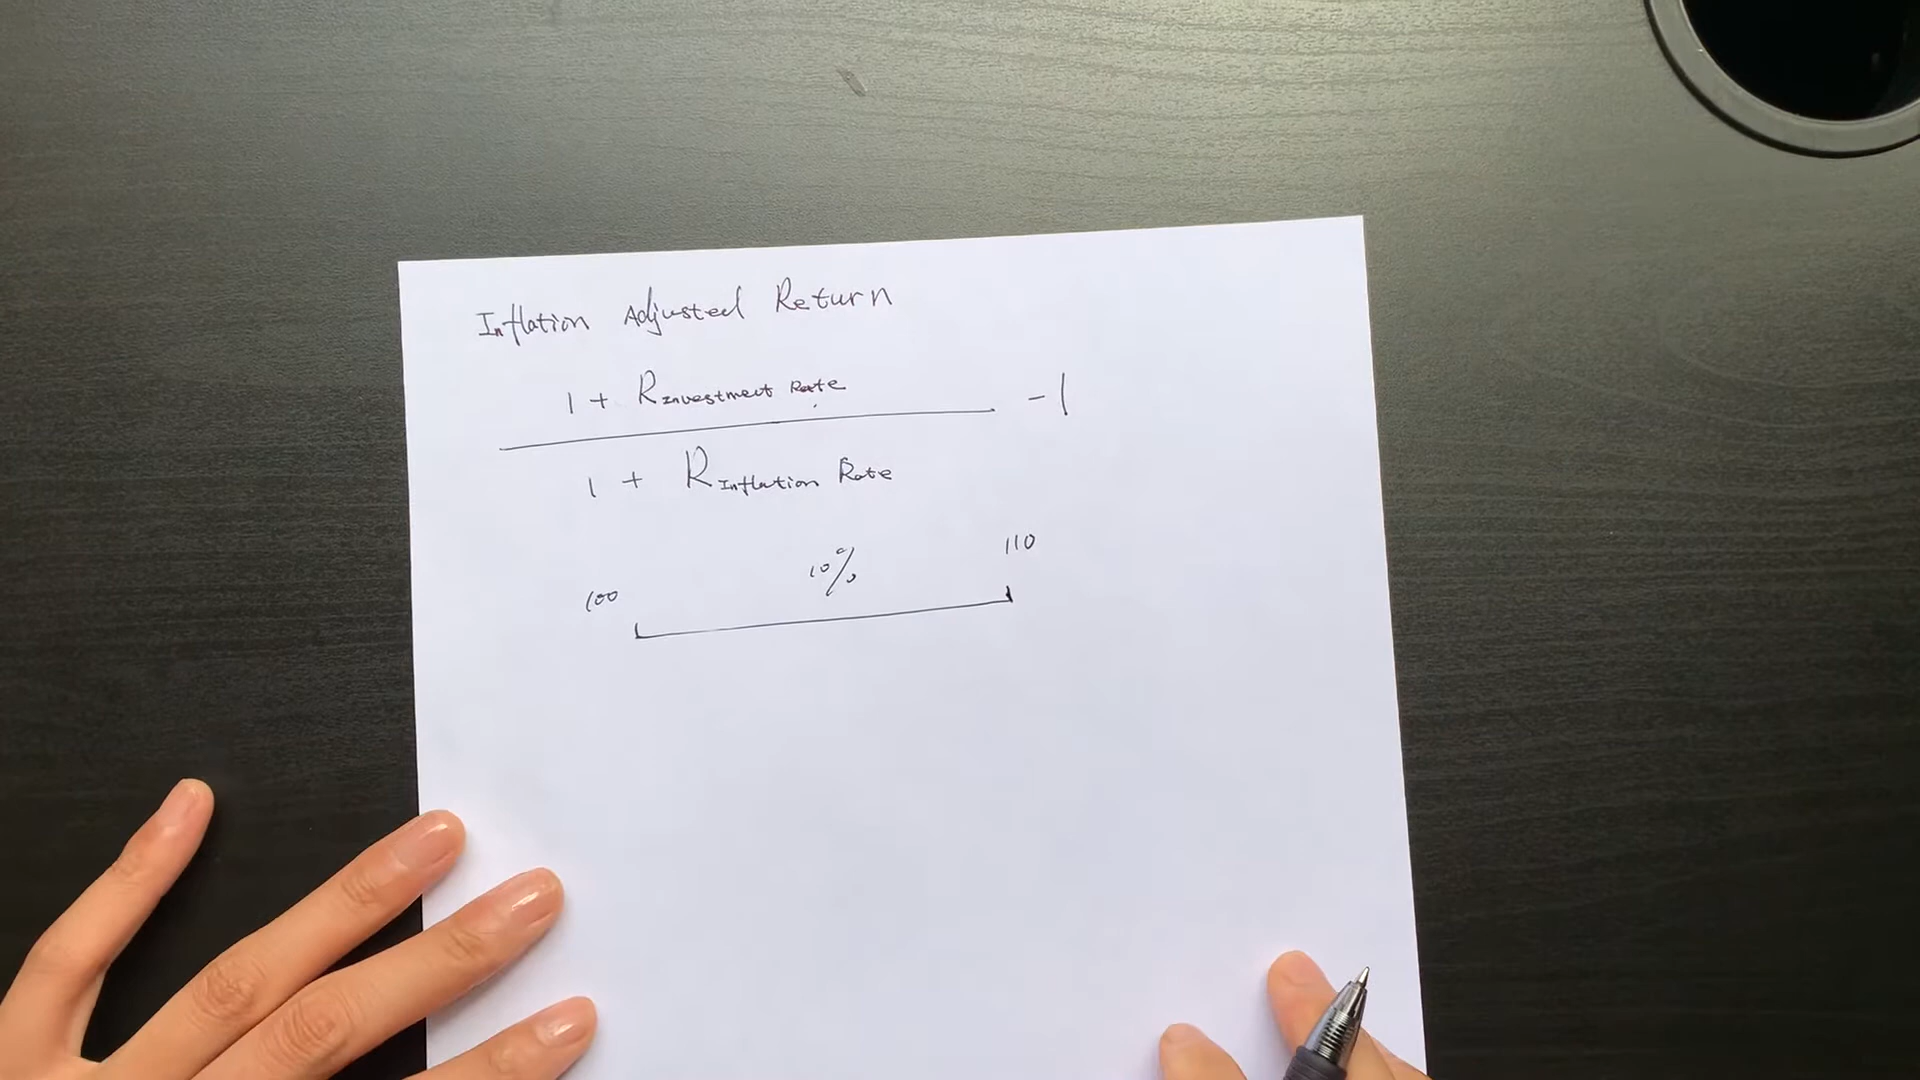 Inflation Adjusted Return
1 + R Investment Rate
- 1
1 + R Inflation Rate
100 10% 110